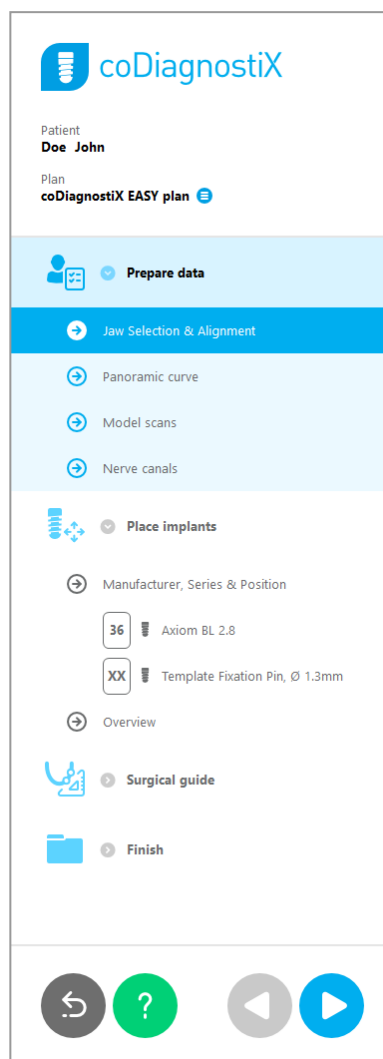 coDiagnostiX
Patient
Doe John
Plan
coDiagnostiX EASY plan
Prepare data
Jaw Selection & Alignment
Panoramic curve
Model scans
Nerve canals
Place implants
Manufacturer, Series & Position
36 Axiom BL 2.8
XX Template Fixation Pin, Ø 1.3mm
Overview
Surgical guide
Finish
?